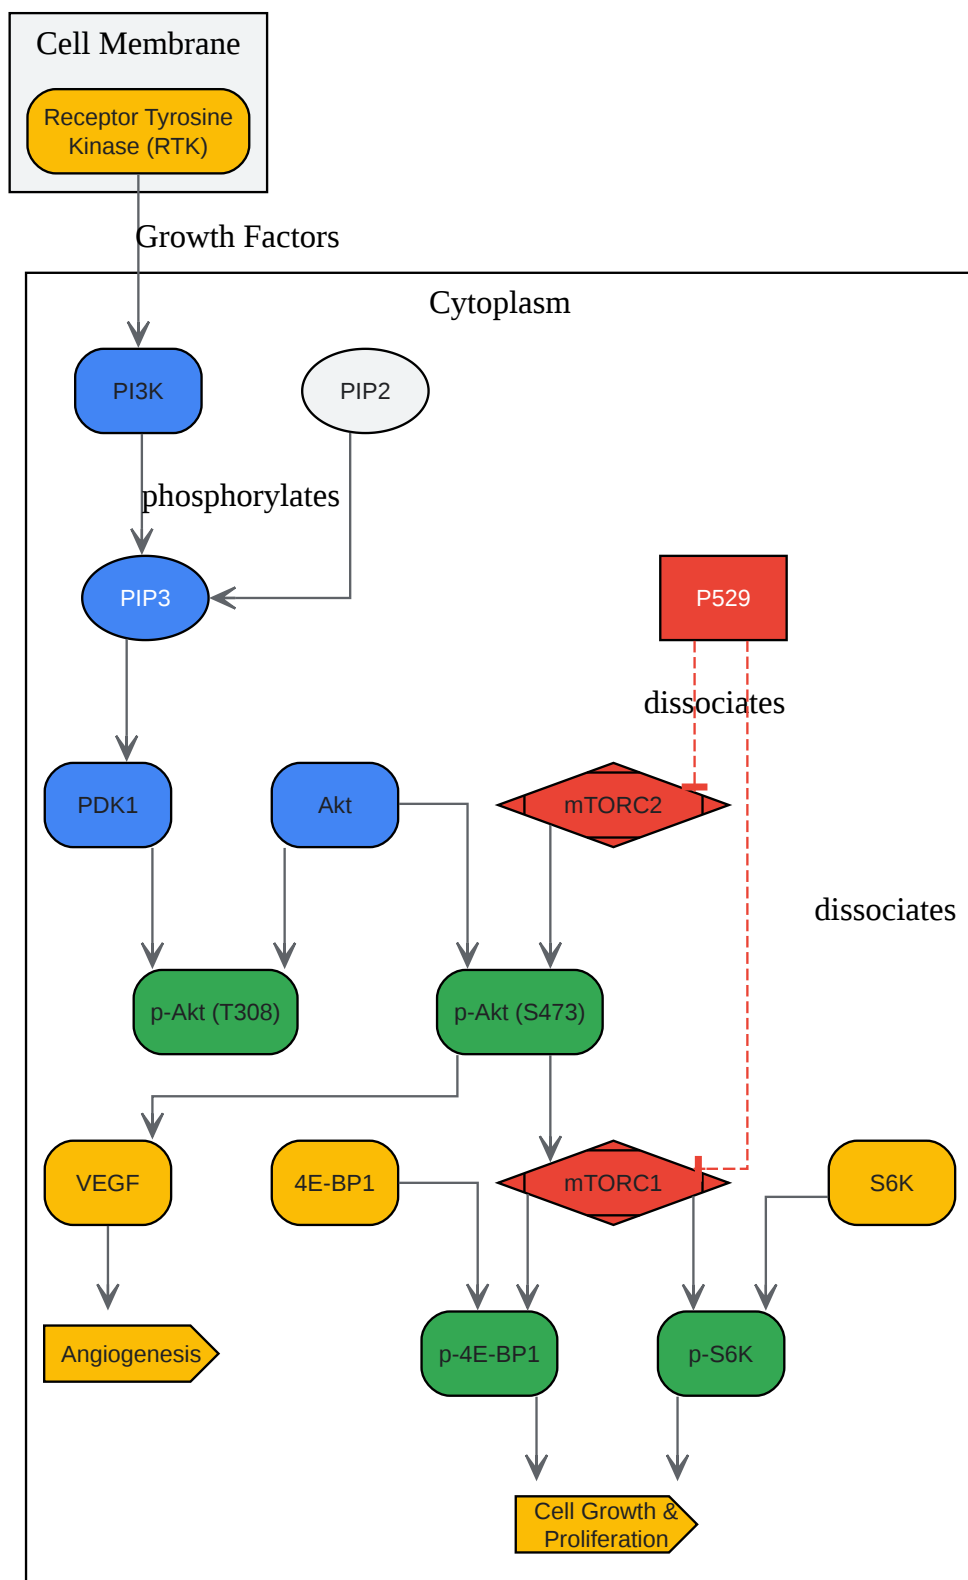 Cell Membrane
Receptor Tyrosine
Kinase (RTK)
Growth Factors
Cytoplasm
PI3K
PIP2
phosphorylates
PIP3
P529
dissociates
PDK1
Akt
mTORC2
dissociates
p-Akt (T308)
p-Akt (S473)
VEGF
4E-BP1
mTORC1
S6K
Angiogenesis
p-4E-BP1
p-S6K
Cell Growth &
Proliferation